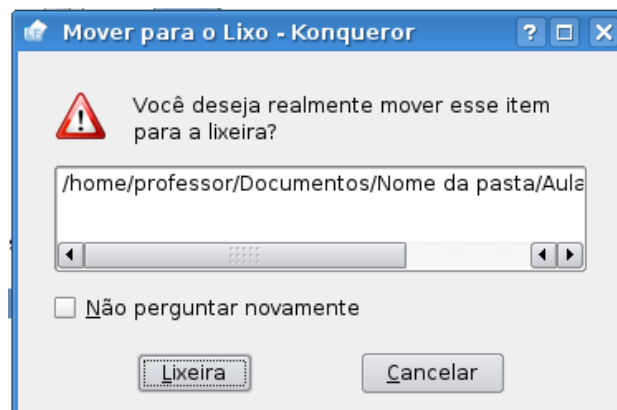 Mover para o Lixo - Konqueror
Você deseja realmente mover esse item
para a lixeira?
/home/professor/Documentos/Nome da pasta/Aula
Não perguntar novamente
Lixeira
Cancelar